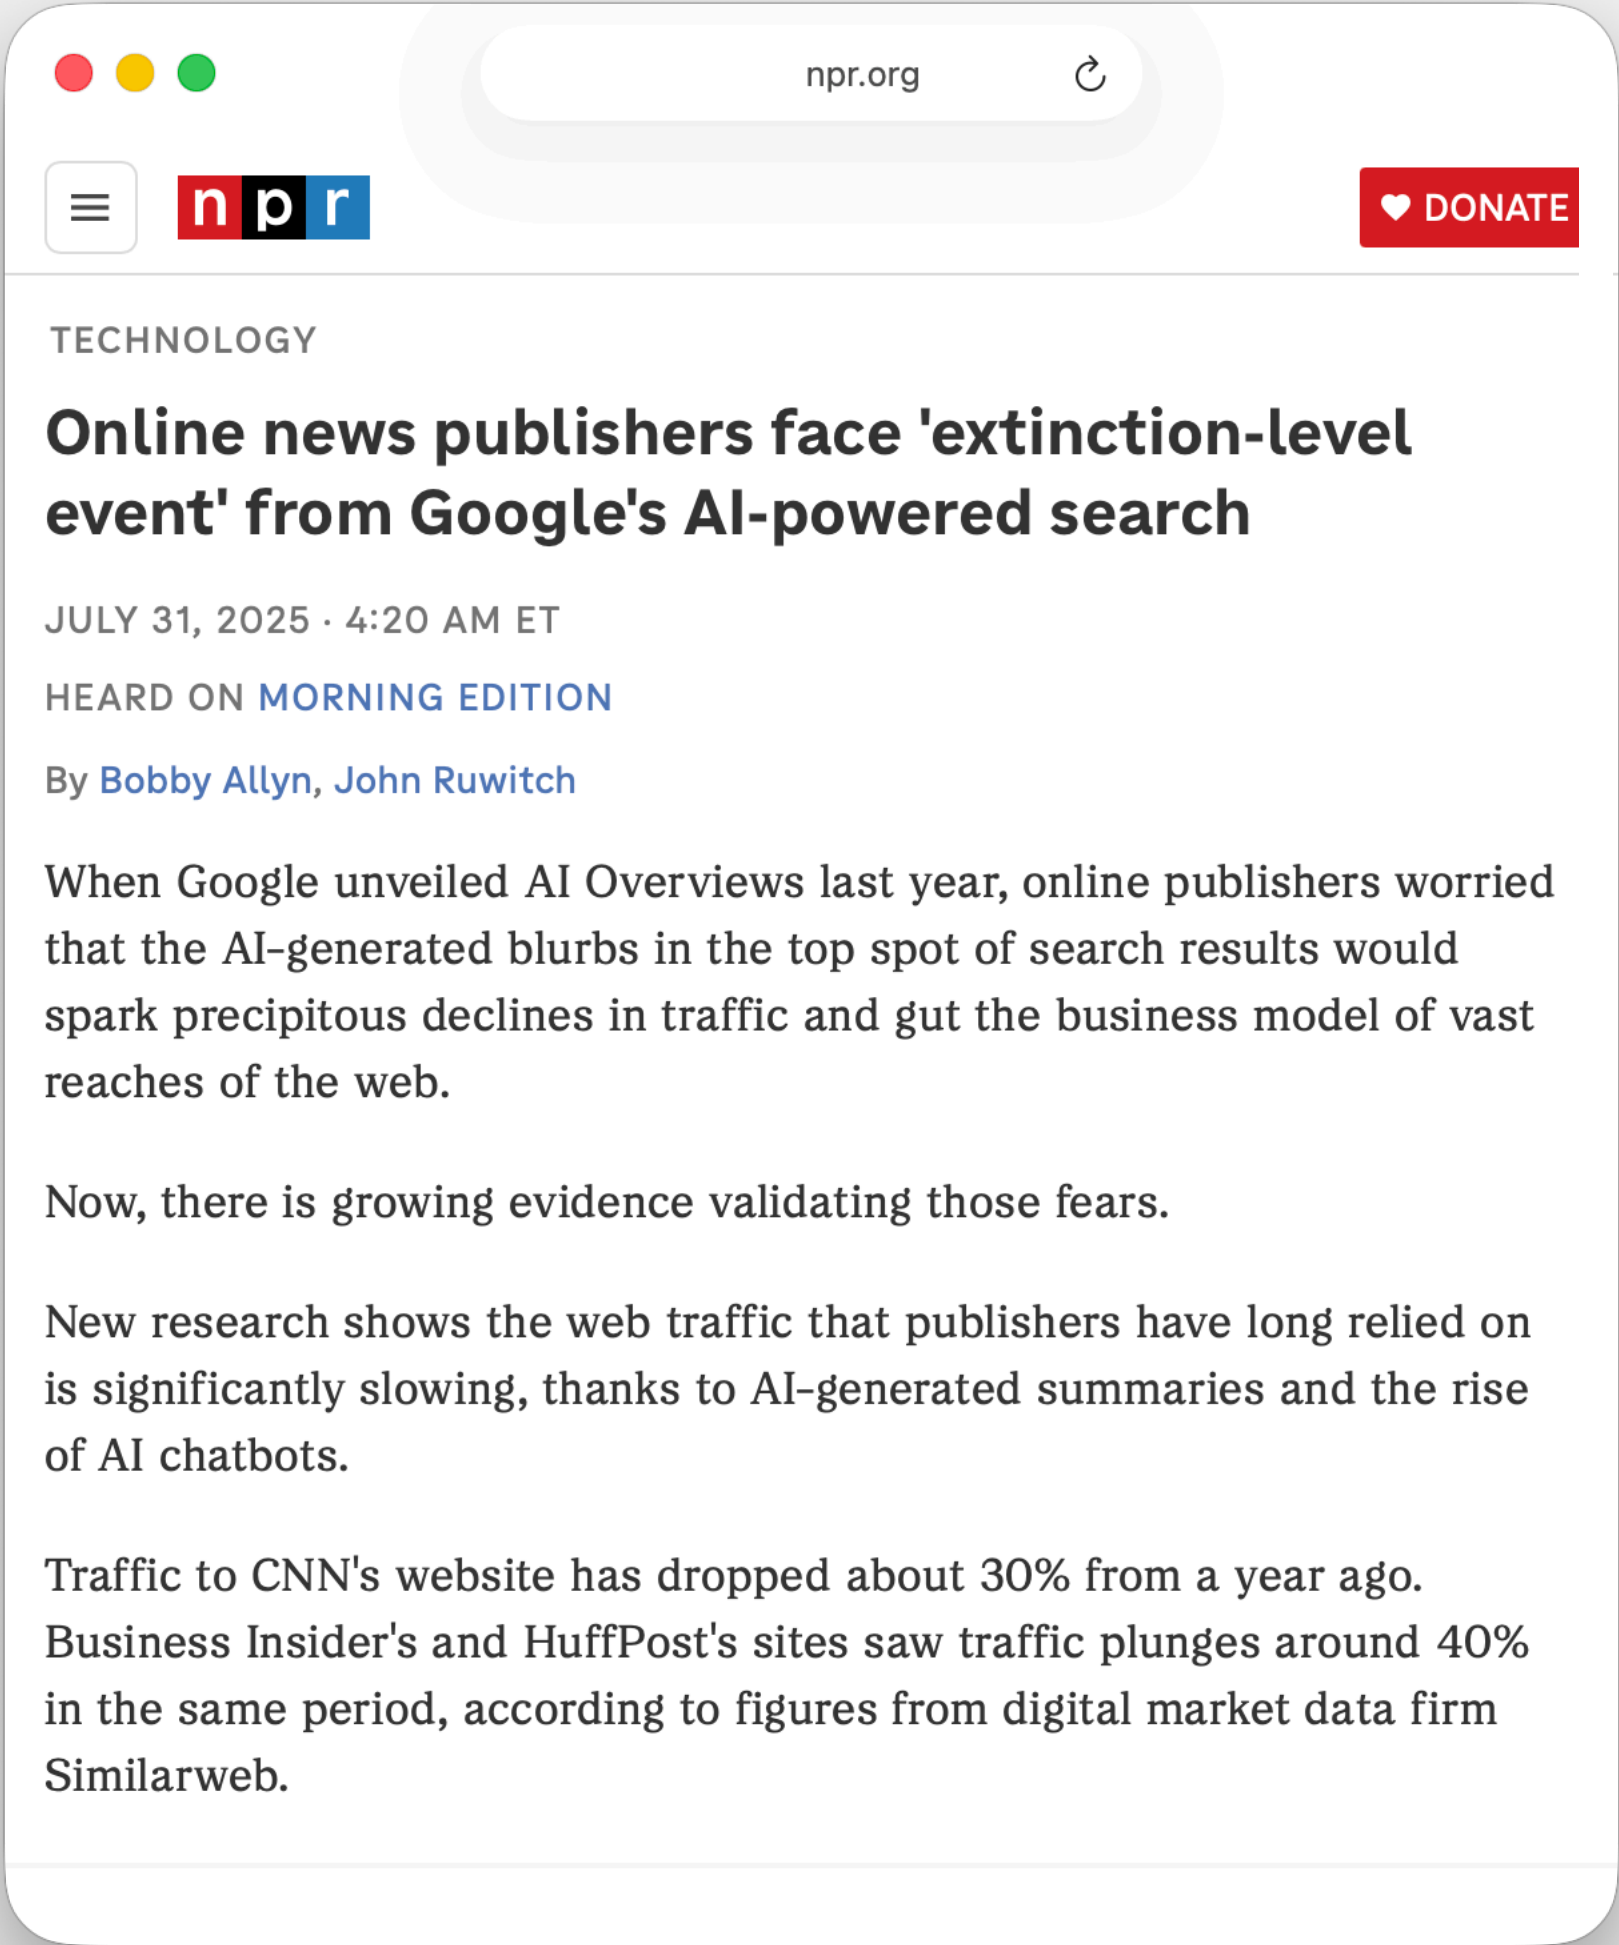 npr.org
npr
DONATE
TECHNOLOGY
Online news publishers face 'extinction-level
event' from Google's AI-powered search
JULY 31, 2025 · 4:20 AM ET
HEARD ON MORNING EDITION
By Bobby Allyn, John Ruwitch
When Google unveiled AI Overviews last year, online publishers worried
that the AI-generated blurbs in the top spot of search results would
spark precipitous declines in traffic and gut the business model of vast
reaches of the web.
Now, there is growing evidence validating those fears.
New research shows the web traffic that publishers have long relied on
is significantly slowing, thanks to AI-generated summaries and the rise
of AI chatbots.
Traffic to CNN's website has dropped about 30% from a year ago.
Business Insider's and HuffPost's sites saw traffic plunges around 40%
in the same period, according to figures from digital market data firm
Similarweb.